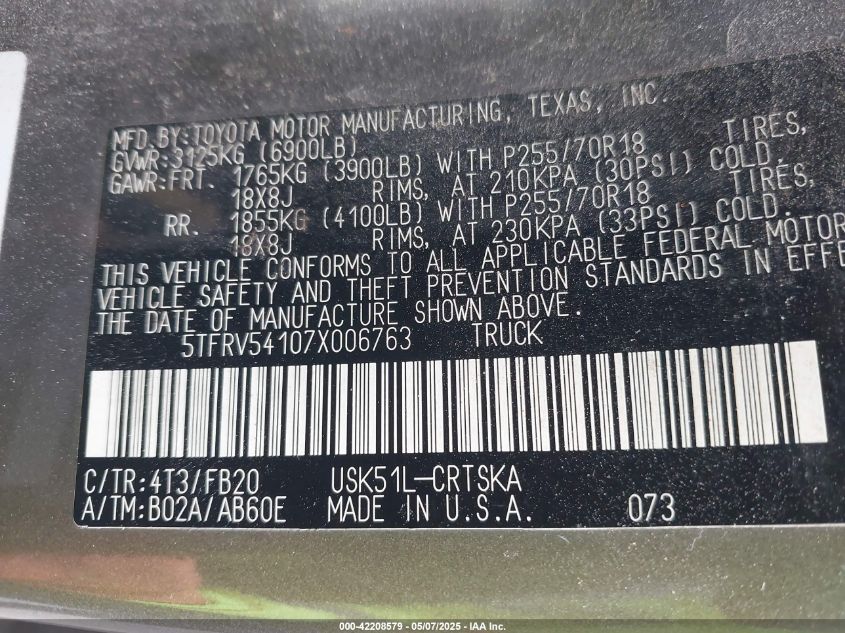 MFD.BY:TOYOTA MOTOR MANUFACTURING, TEXAS, INC.
GVWR:3125KG (6900LB)
GAWR:FRT. 1765KG (3900LB) WITH P255/70R18 TIRES,
18X8J RIMS, AT 210KPA (30PSI) COLD.
RR. 1855KG (4100LB) WITH P255/70R18 TIRES,
18X8J RIMS, AT 230KPA (33PSI) COLD.
THIS VEHICLE CONFORMS TO ALL APPLICABLE FEDERAL MOTOR
VEHICLE SAFETY AND THEFT PREVENTION STANDARDS IN EFFE
THE DATE OF MANUFACTURE SHOWN ABOVE.
5TFRV54107X006763 TRUCK
C/TR:4T3/FB20 USK51L-CRTSKA
A/TM:B02A/AB60E MADE IN U.S.A. 073
000-42208579 - 05/07/2025 - IAA Inc.